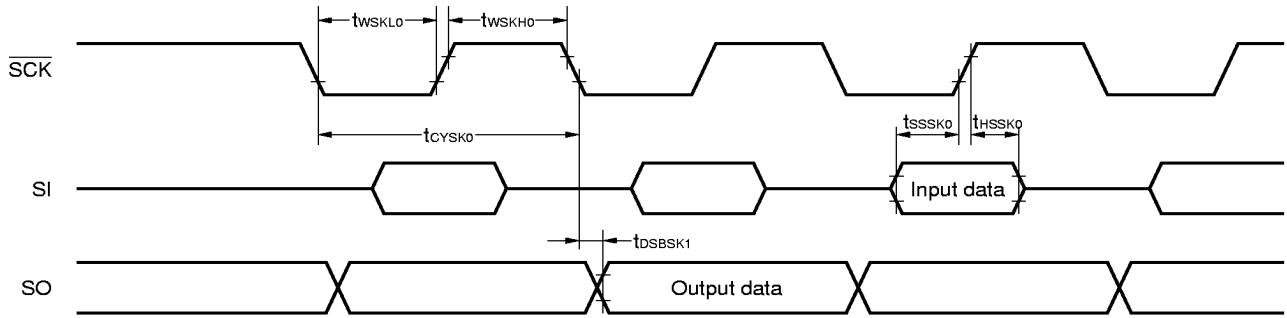 tWSKL0 tWSKH0
SCK
tCYSK0
tSSSK0 tHSSK0
SI
Input data
tDSBSK1
SO
Output data